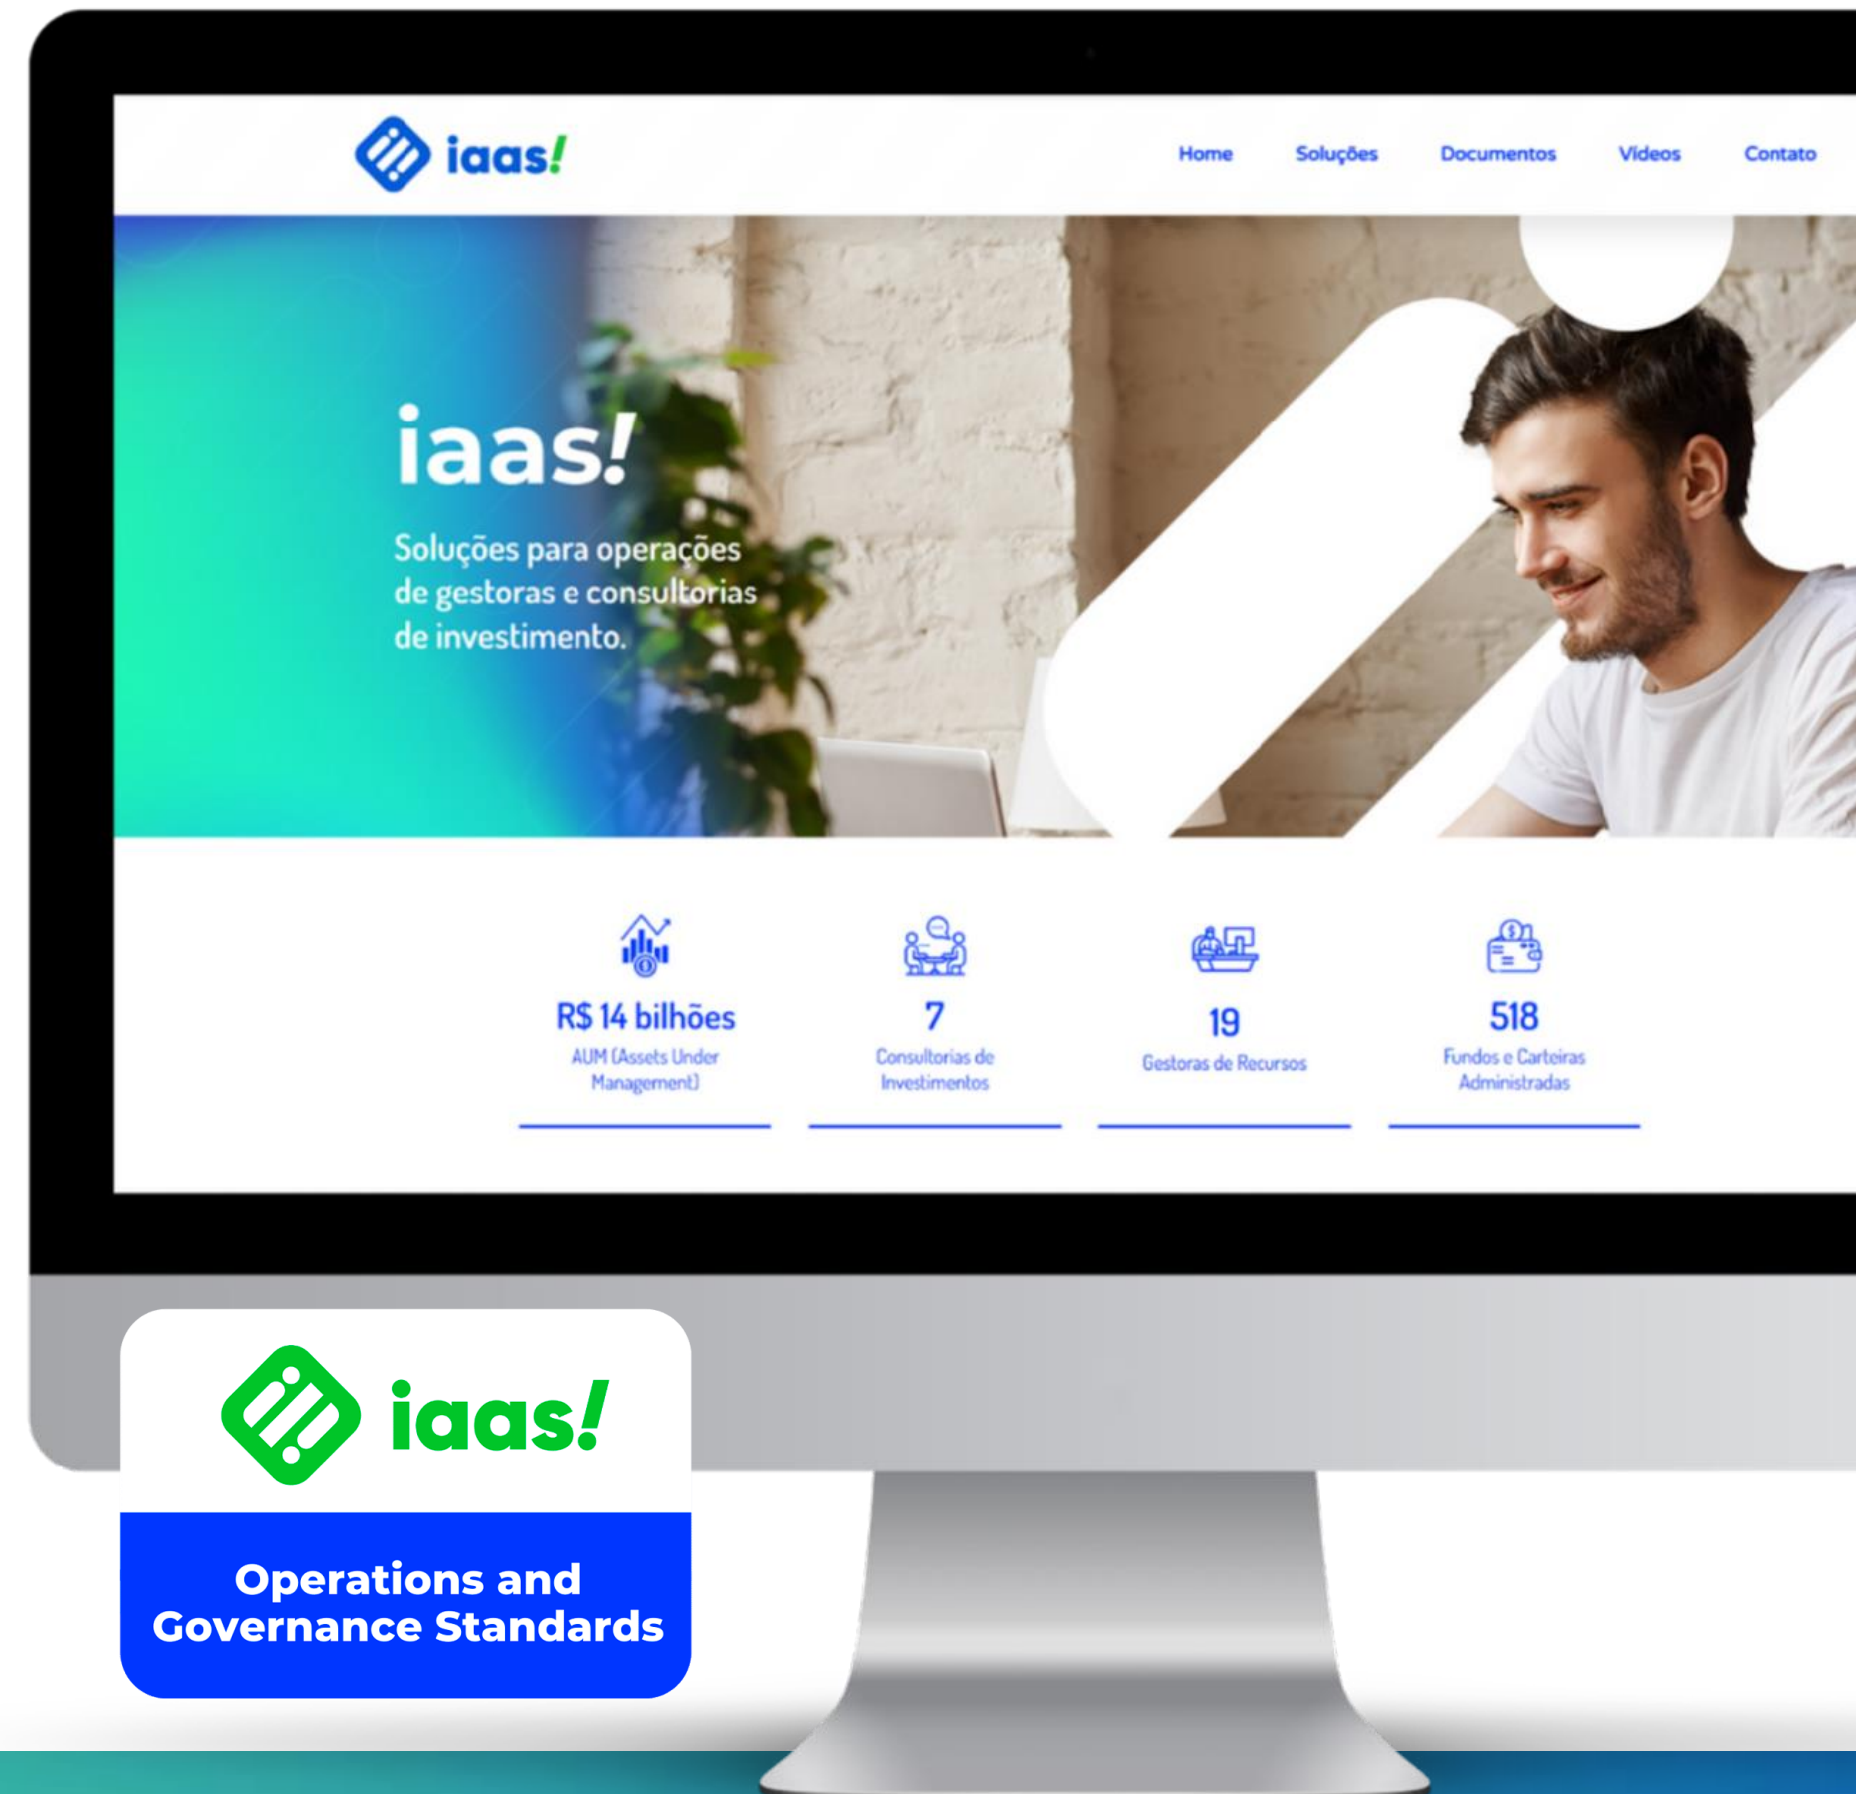 iaas!
Home Soluções Documentos Vídeos Contato
iaas!
Soluções para operações
de gestoras e consultorias
de investimento.
R$ 14 bilhões
AUM (Assets Under
Management)
7
Consultorias de
Investimentos
19
Gestoras de Recursos
518
Fundos e Carteiras
Administradas
iaas!
Operations and
Governance Standards